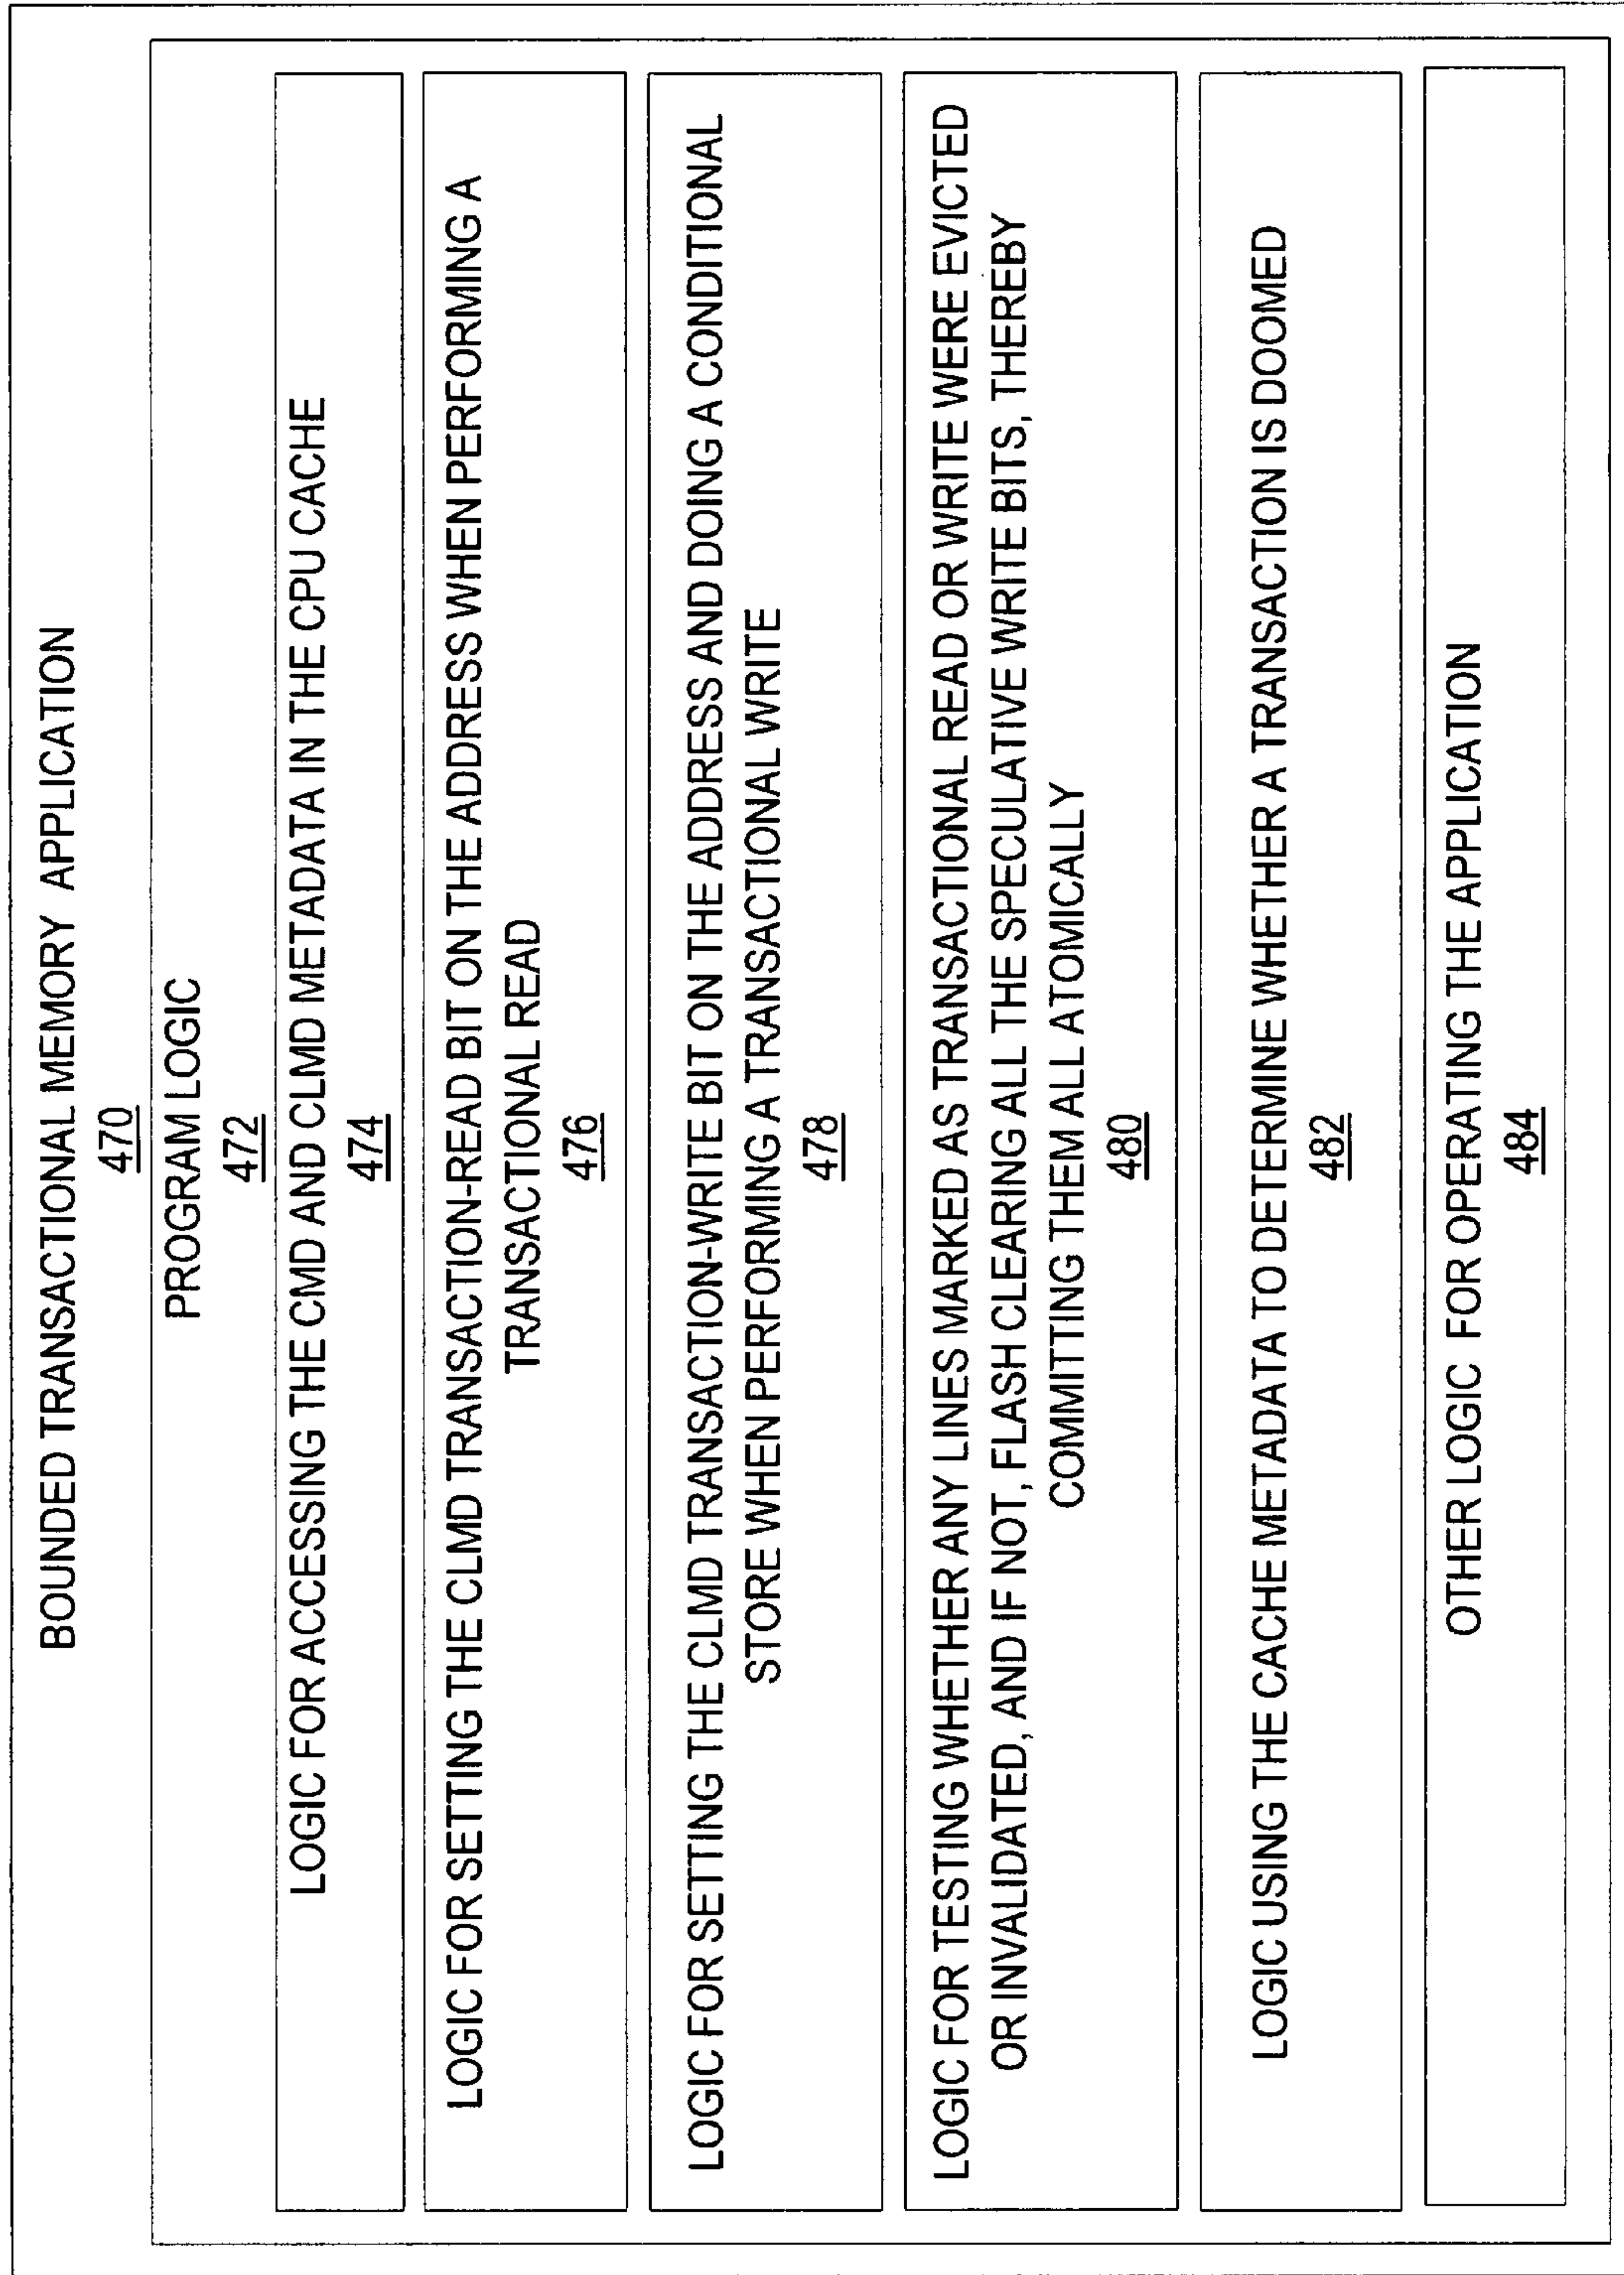 BOUNDED TRANSACTIONAL MEMORY APPLICATION
470
PROGRAM LOGIC
472
LOGIC FOR ACCESSING THE CMD AND CLMD METADATA IN THE CPU CACHE
474
LOGIC FOR SETTING THE CLMD TRANSACTION-READ BIT ON THE ADDRESS WHEN PERFORMING A
TRANSACTIONAL READ
476
LOGIC FOR SETTING THE CLMD TRANSACTION-WRITE BIT ON THE ADDRESS AND DOING A CONDITIONAL
STORE WHEN PERFORMING A TRANSACTIONAL WRITE
478
LOGIC FOR TESTING WHETHER ANY LINES MARKED AS TRANSACTIONAL READ OR WRITE WERE EVICTED
OR INVALIDATED, AND IF NOT, FLASH CLEARING ALL THE SPECULATIVE WRITE BITS, THEREBY
COMMITTING THEM ALL ATOMICALLY
480
LOGIC USING THE CACHE METADATA TO DETERMINE WHETHER A TRANSACTION IS DOOMED
482
OTHER LOGIC FOR OPERATING THE APPLICATION
484